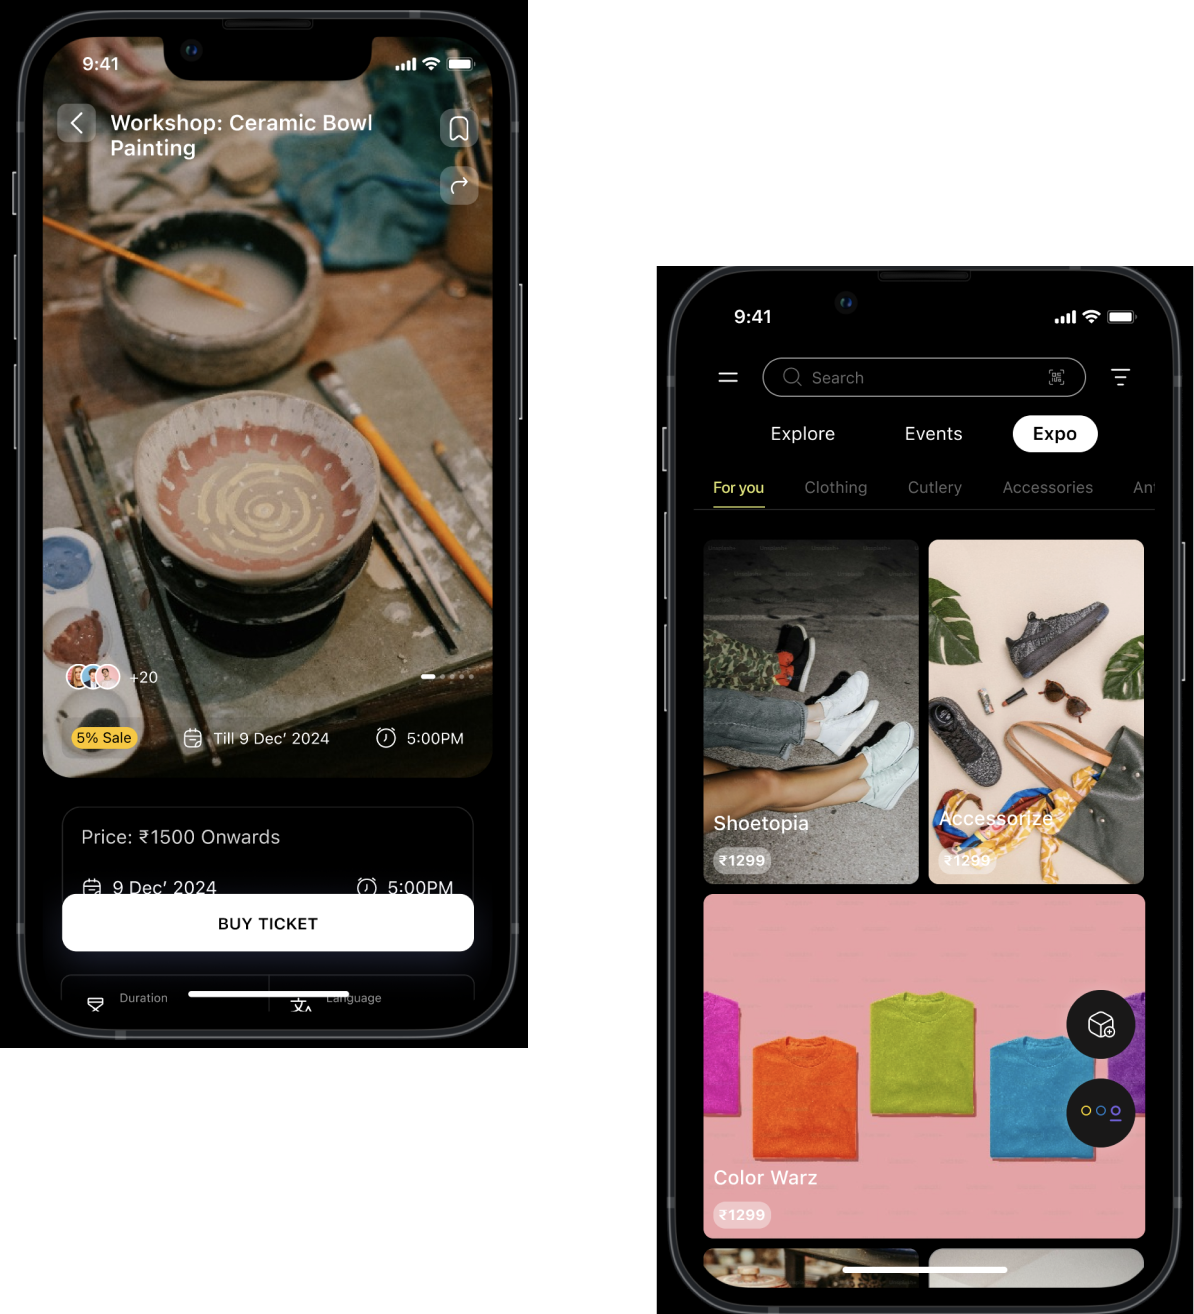 9:41
Workshop: Ceramic Bowl
Painting
+20
5% Sale
Till 9 Dec’ 2024
5:00PM
Price: ₹1500 Onwards
9 Dec’ 2024
5:00PM
BUY TICKET
Duration
Language
9:41
Search
Explore
Events
Expo
For you
Clothing
Cutlery
Accessories
Ant
Shoetopia
₹1299
Accessorize
₹1299
Color Warz
₹1299